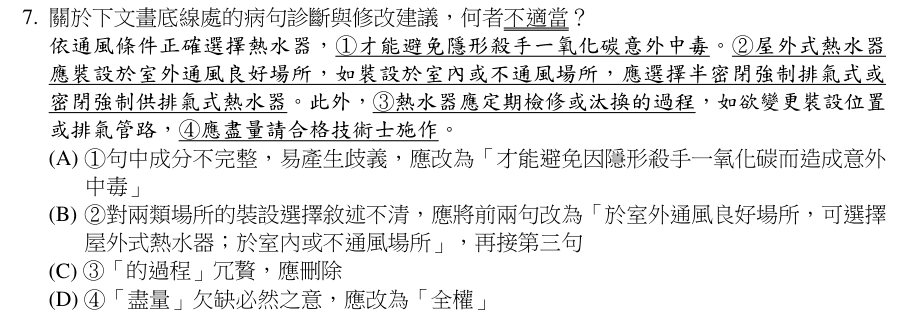 7. 關於下文畫底線處的病句診斷與修改建議，何者不適當？
依通風條件正確選擇熱水器，①才能避免隱形殺手一氧化碳意外中毒。②屋外式熱水器
應裝設於室外通風良好場所，如裝設於室內或不通風場所，應選擇半密閉強制排氣式或
密閉強制供排氣式熱水器。此外，③熱水器應定期檢修或汰換的過程，如欲變更裝設位置
或排氣管路，④應盡量請合格技術士施作。
(A) ①句中成分不完整，易產生歧義，應改為「才能避免因隱形殺手一氧化碳而造成意外
中毒」
(B) ②對兩類場所的裝設選擇敘述不清，應將前兩句改為「於室外通風良好場所，可選擇
屋外式熱水器；於室內或不通風場所」，再接第三句
(C) ③「的過程」冗贅，應刪除
(D) ④「盡量」欠缺必然之意，應改為「全權」